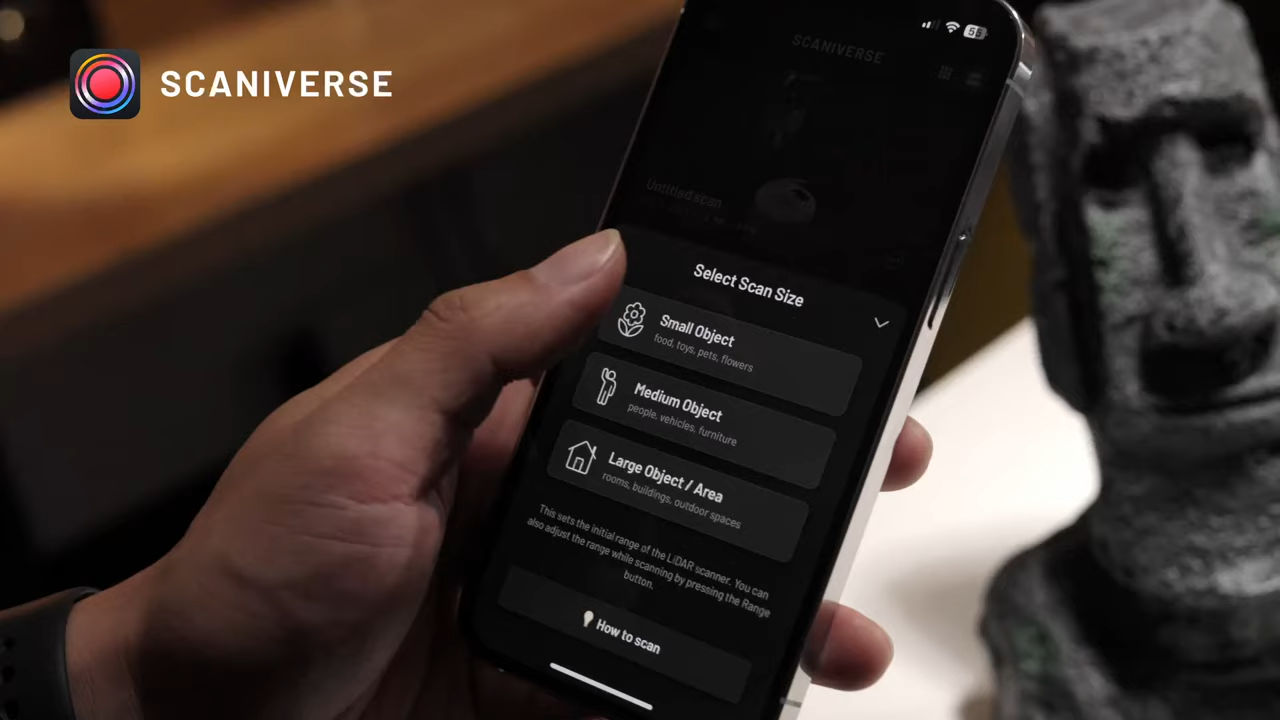 SCANIVERSE
SCANIVERSE
Untitled scan
Select Scan Size
Small Object
food, toys, pets, flowers
Medium Object
people, vehicles, furniture
Large Object / Area
rooms, buildings, outdoor spaces
This sets the initial range of the LiDAR scanner. You can
also adjust the range while scanning by pressing the Range
button.
How to scan